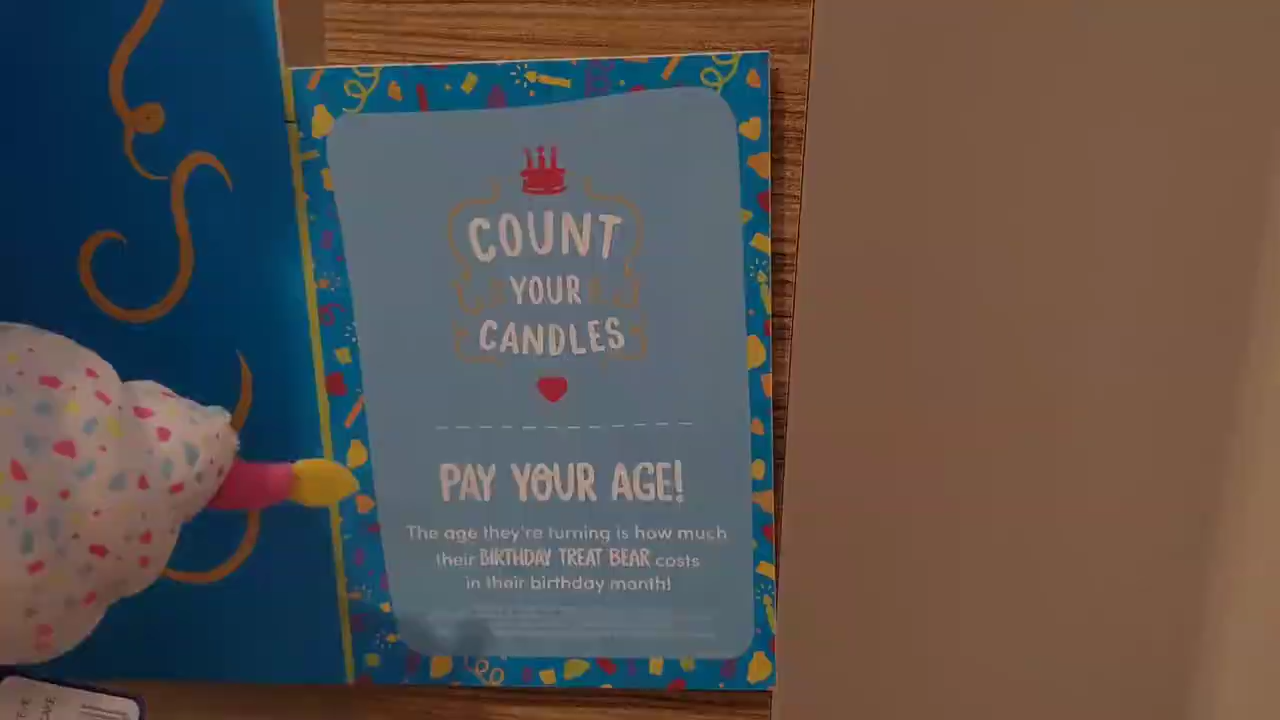 COUNT
YOUR
CANDLES
PAY YOUR AGE!
The age they're turning is how much
their BIRTHDAY TREAT BEAR costs
in their birthday month!